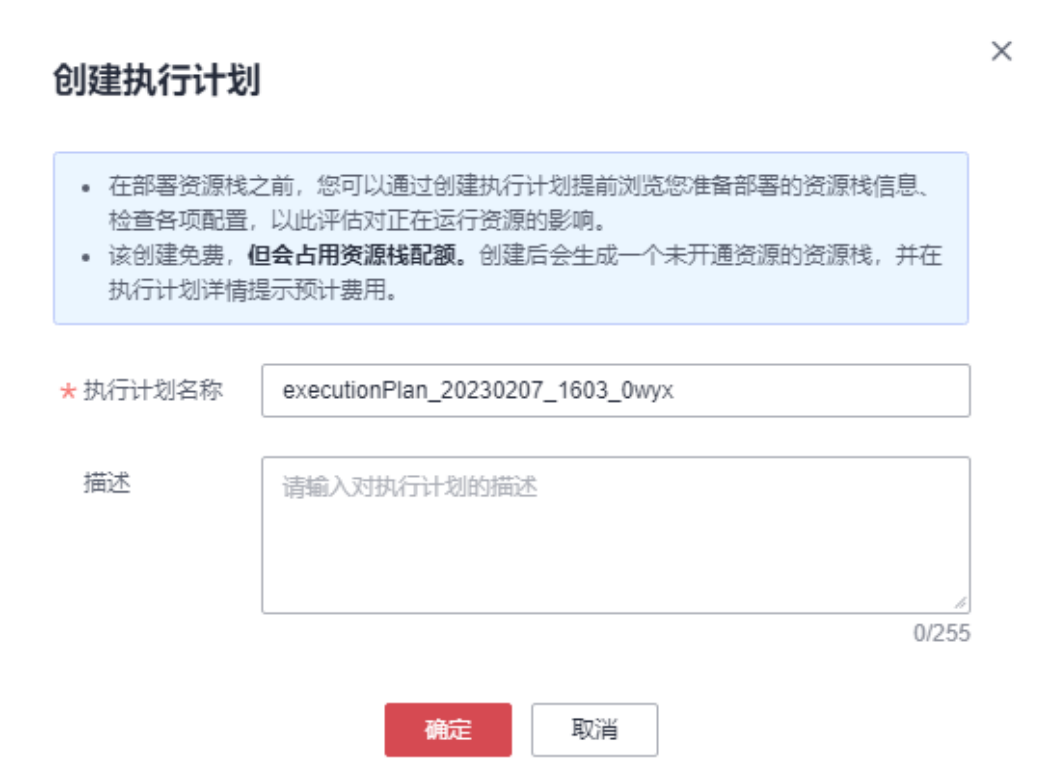 创建执行计划
在部署资源栈之前，您可以通过创建执行计划提前浏览您准备部署的资源栈信息、
检查各项配置，以此评估对正在运行资源的影响。
该创建免费，但会占用资源栈配额。创建后会生成一个未开通资源的资源栈，并在
执行计划详情提示预计费用。
* 执行计划名称 executionPlan_20230207_1603_0wyx
描述 请输入对执行计划的描述
0/255
确定 取消